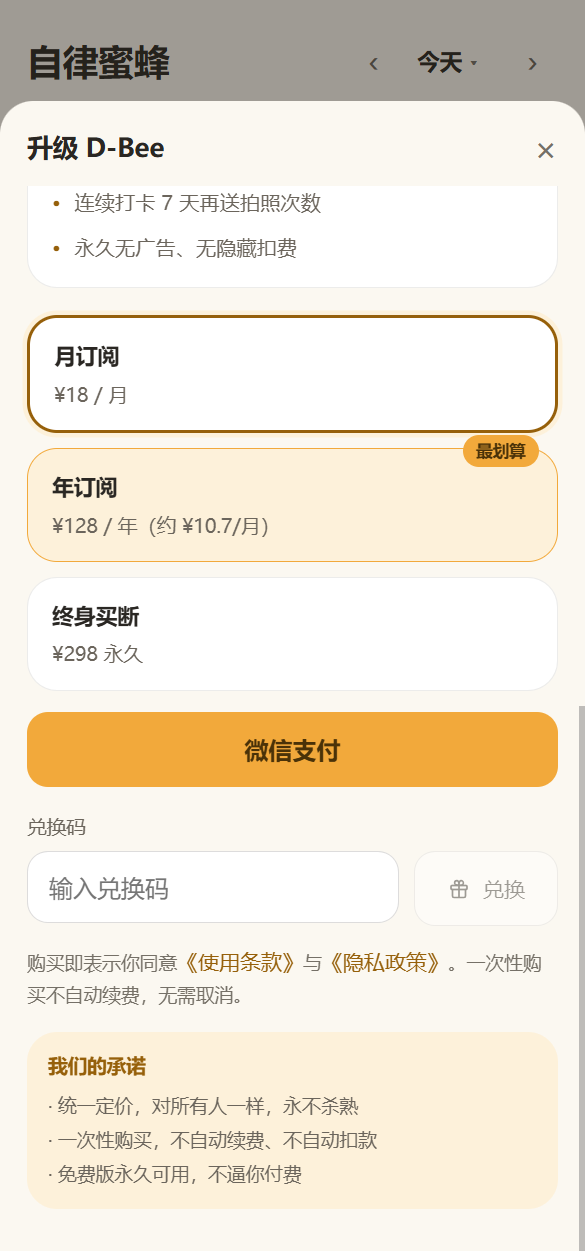 自律蜜蜂
‹ 今天 ▾ ›
升级 D-Bee ×
• 连续打卡 7 天再送拍照次数
• 永久无广告、无隐藏扣费
月订阅
¥18 / 月
最划算
年订阅
¥128 / 年（约 ¥10.7/月）
终身买断
¥298 永久
微信支付
兑换码
输入兑换码
兑换
购买即表示你同意《使用条款》与《隐私政策》。一次性购
买不自动续费，无需取消。
我们的承诺
· 统一定价，对所有人一样，永不杀熟
· 一次性购买，不自动续费、不自动扣款
· 免费版永久可用，不逼你付费